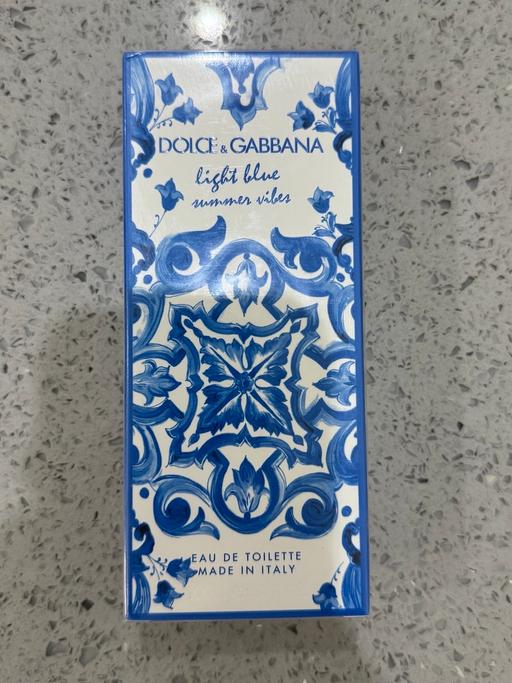 DOLCE & GABBANA
light blue
summer vibes
EAU DE TOILETTE
MADE IN ITALY